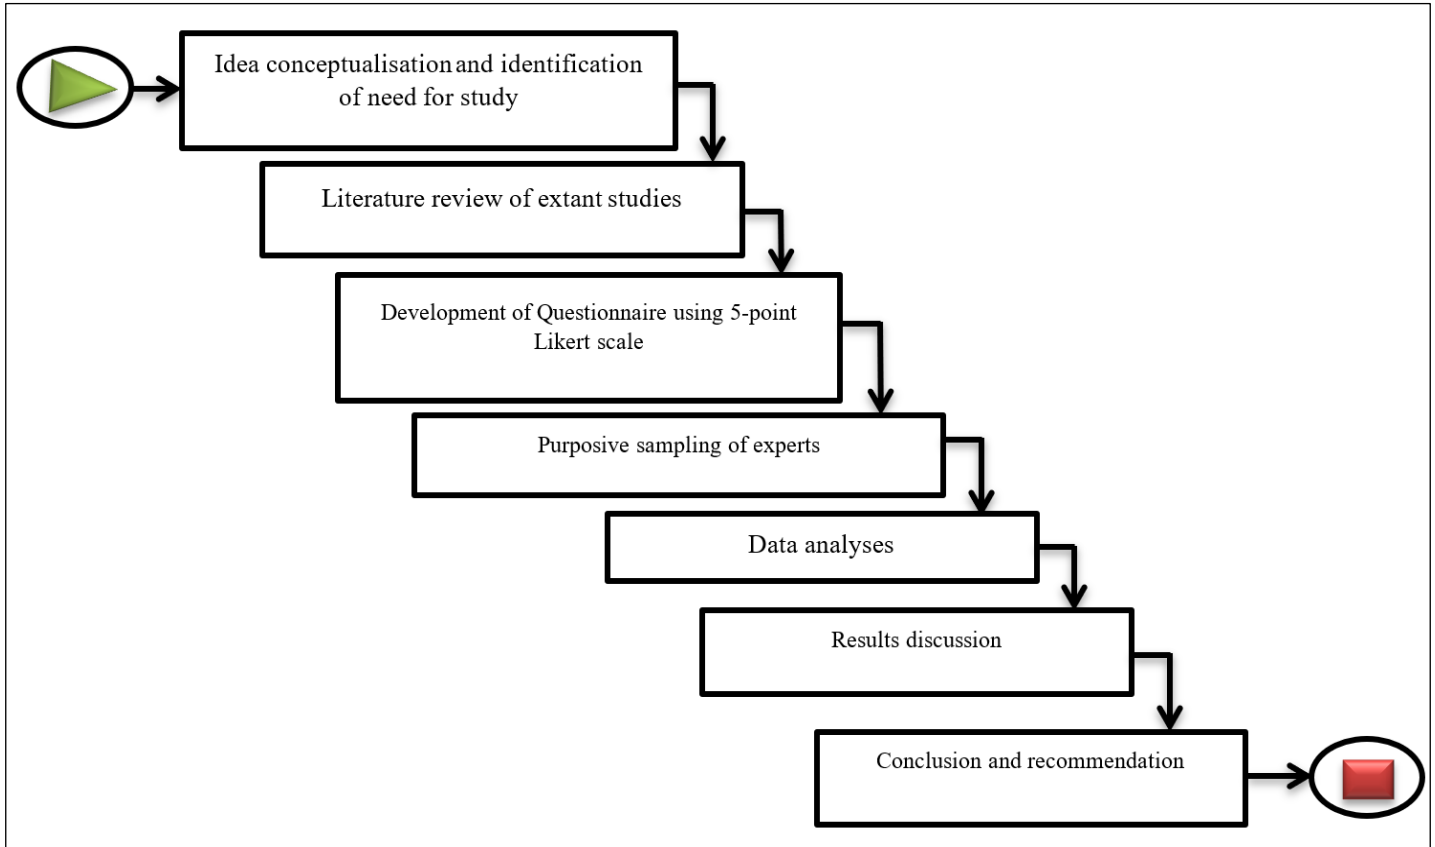 Idea conceptualisation and identification
of need for study
Literature review of extant studies
Development of Questionnaire using 5-point
Likert scale
Purposive sampling of experts
Data analyses
Results discussion
Conclusion and recommendation